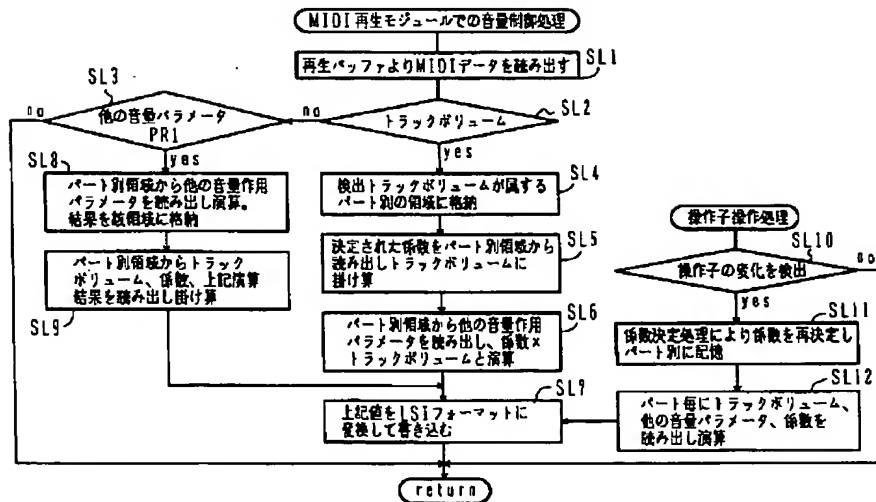 MIDI再生モジュールでの音量制御処理
再生バッファよりMIDIデータを読み出す
SL1
トラックボリューム
SL2
no
yes
他の音量パラメータ
PR1
SL3
no
yes
SL8
パート別領域から他の音量作用
パラメータを読み出し演算。
結果を該領域に格納
パート別領域からトラック
ボリューム、係数、上記演算
結果を読み出し掛け算
SL9
検出トラックボリュームが属する
パート別の領域に格納
SL4
決定された係数をパート別領域から
読み出しトラックボリュームに
掛け算
SL5
パート別領域から他の音量作用
パラメータを読み出し、係数×
トラックボリュームと演算
SL6
上記値をLSIフォーマットに
変換して書き込む
操作子操作処理
操作子の変化を検出
SL10
no
yes
係数決定処理により係数を再決定し
パート別に記憶
SL11
パート毎にトラックボリューム、
他の音量パラメータ、係数を
読み出し演算
SL12
return